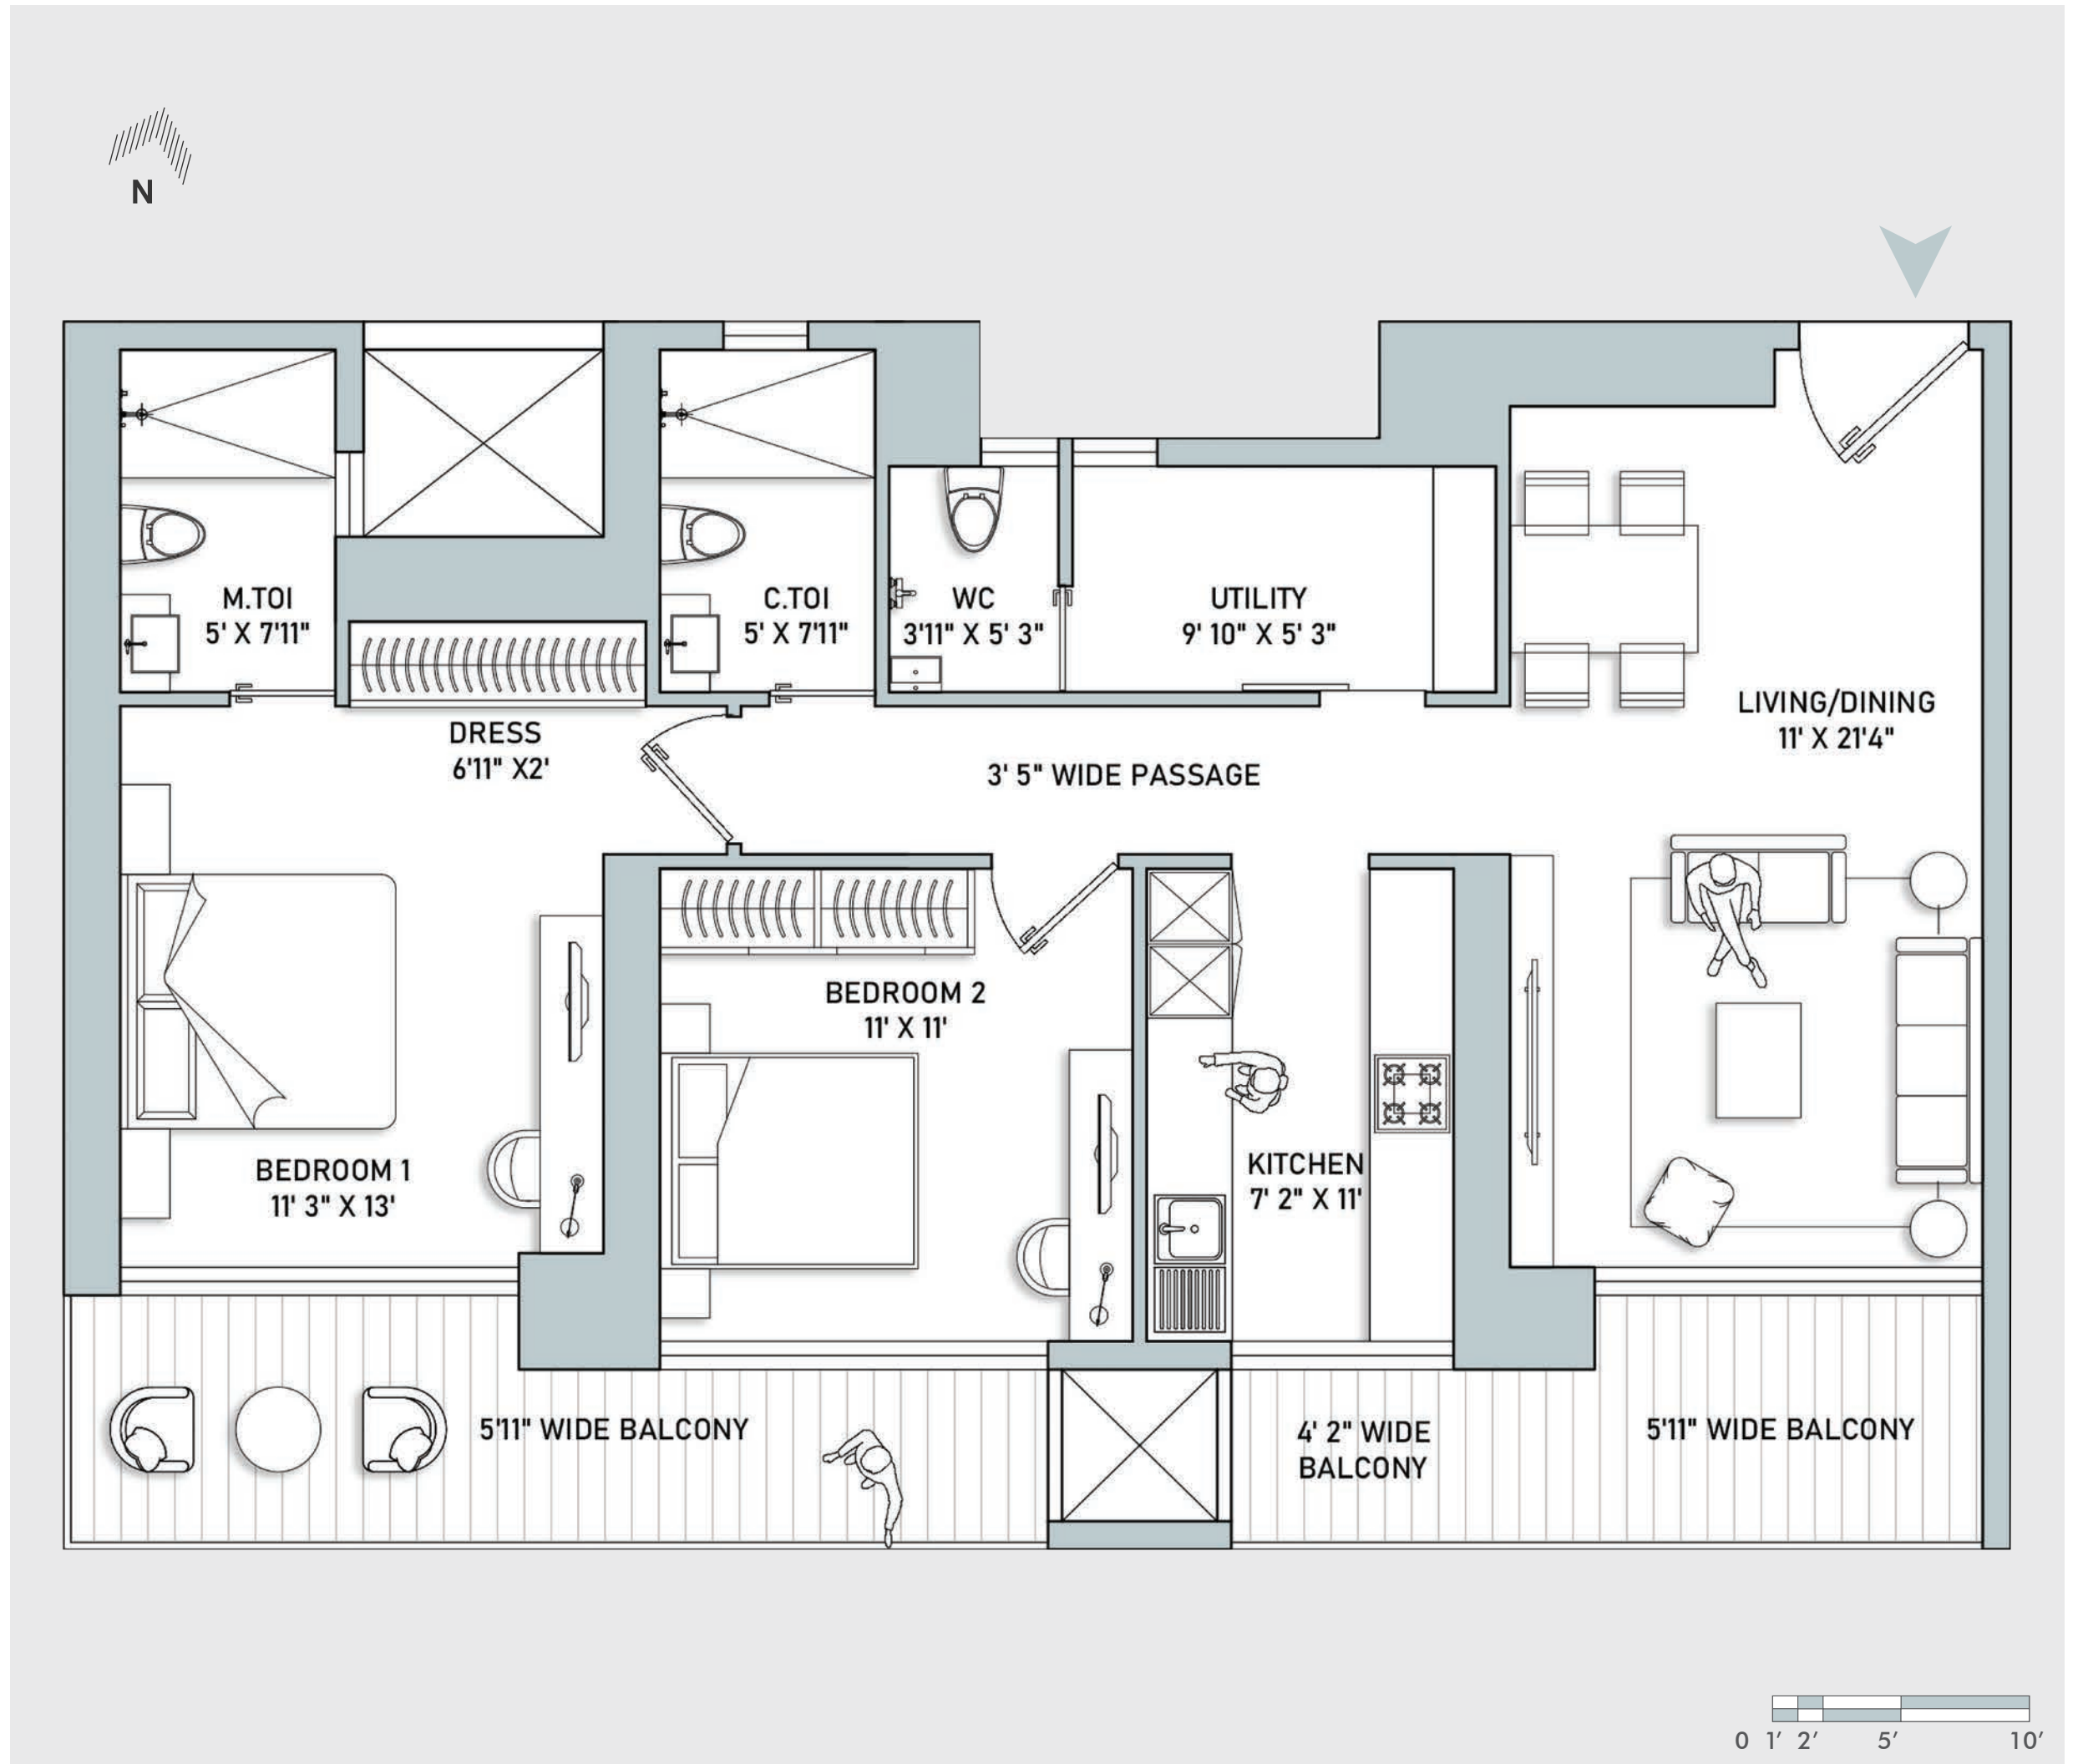 N
M.TOI
5' X 7'11"
C.TOI
5' X 7'11"
WC
3'11" X 5' 3"
UTILITY
9' 10" X 5' 3"
LIVING/DINING
11' X 21'4"
DRESS
6'11" X2'
3' 5" WIDE PASSAGE
BEDROOM 2
11' X 11'
BEDROOM 1
11' 3" X 13'
KITCHEN
7' 2" X 11'
5'11" WIDE BALCONY
4' 2" WIDE
BALCONY
5'11" WIDE BALCONY
0 1' 2' 5' 10'